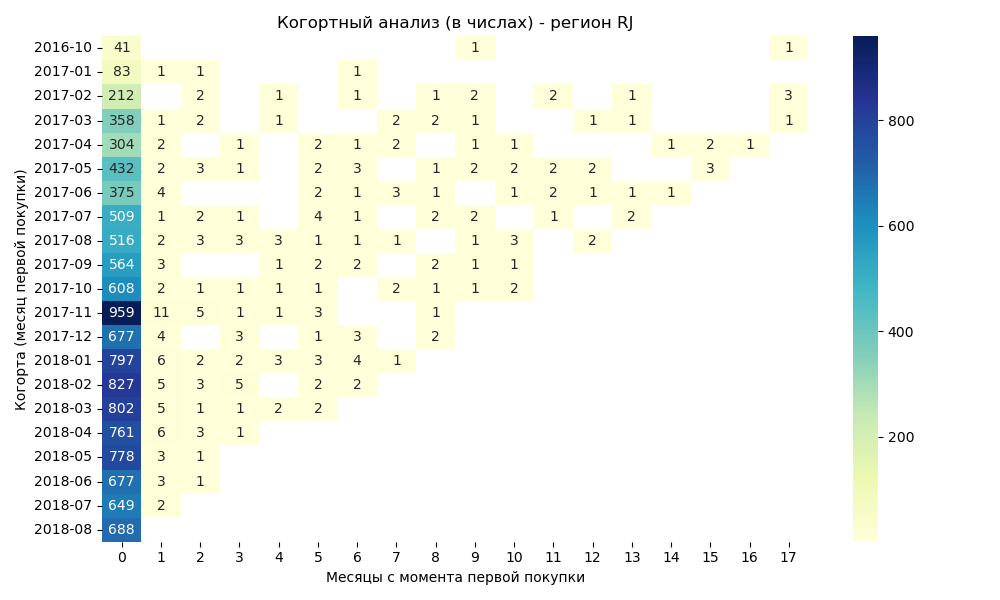 Когортный анализ (в числах) - регион RJ
Когорта (месяц первой покупки)
2016-10 41 1 1
2017-01 83 1 1 1
2017-02 212 2 1 1 1 2 2 1 3
2017-03 358 1 2 1 2 2 1 1 1 1
2017-04 304 2 1 2 1 2 1 1 1 2 1
2017-05 432 2 3 1 2 3 1 2 2 2 2 3
2017-06 375 4 2 1 3 1 1 2 1 1 1
2017-07 509 1 2 1 4 1 2 2 1 2
2017-08 516 2 3 3 3 1 1 1 1 3 2
2017-09 564 3 1 2 2 2 1 1
2017-10 608 2 1 1 1 1 2 1 1 2
2017-11 959 11 5 1 1 3 1
2017-12 677 4 3 1 3 2
2018-01 797 6 2 2 3 3 4 1
2018-02 827 5 3 5 2 2
2018-03 802 5 1 1 2 2
2018-04 761 6 3 1
2018-05 778 3 1
2018-06 677 3 1
2018-07 649 2
2018-08 688
0 1 2 3 4 5 6 7 8 9 10 11 12 13 14 15 16 17
Месяцы с момента первой покупки
800
600
400
200